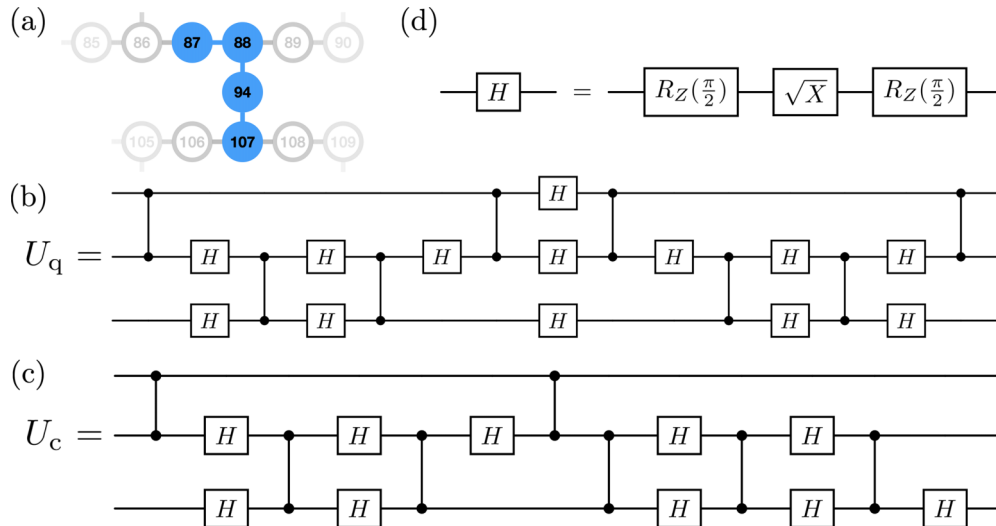 (a)
85 86 87 88 89 90
94
105 106 107 108 109
(d)
H = R_Z(π/2) √X R_Z(π/2)
(b)
H
U_q = H H H H H H H
H H H H H
(c)
U_c = H H H H H
H H H H H